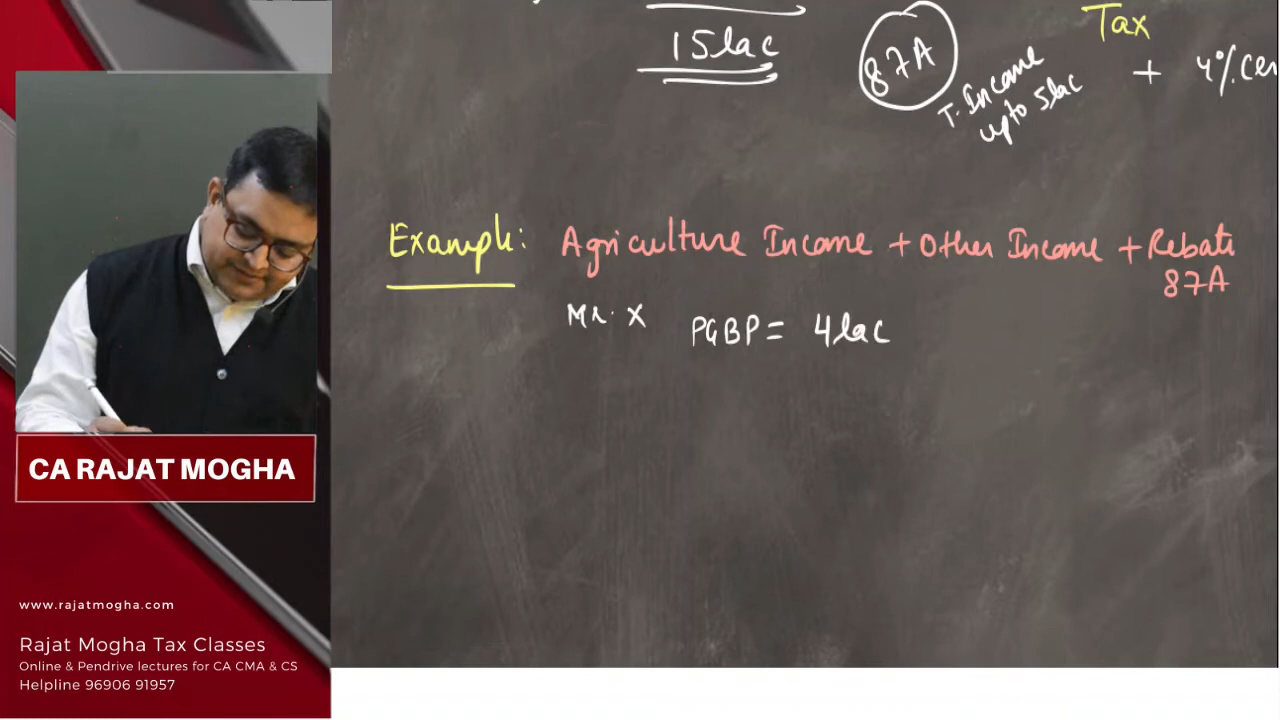 Tax
15lac
87A
T. Income
upto 5lac
+ 4%. Cen
Example: Agriculture Income + Other Income + Rebate
87A
Mr. X PGBP = 4lac
CA RAJAT MOGHA
www.rajatmogha.com
Rajat Mogha Tax Classes
Online & Pendrive lectures for CA CMA & CS
Helpline 96906 91957